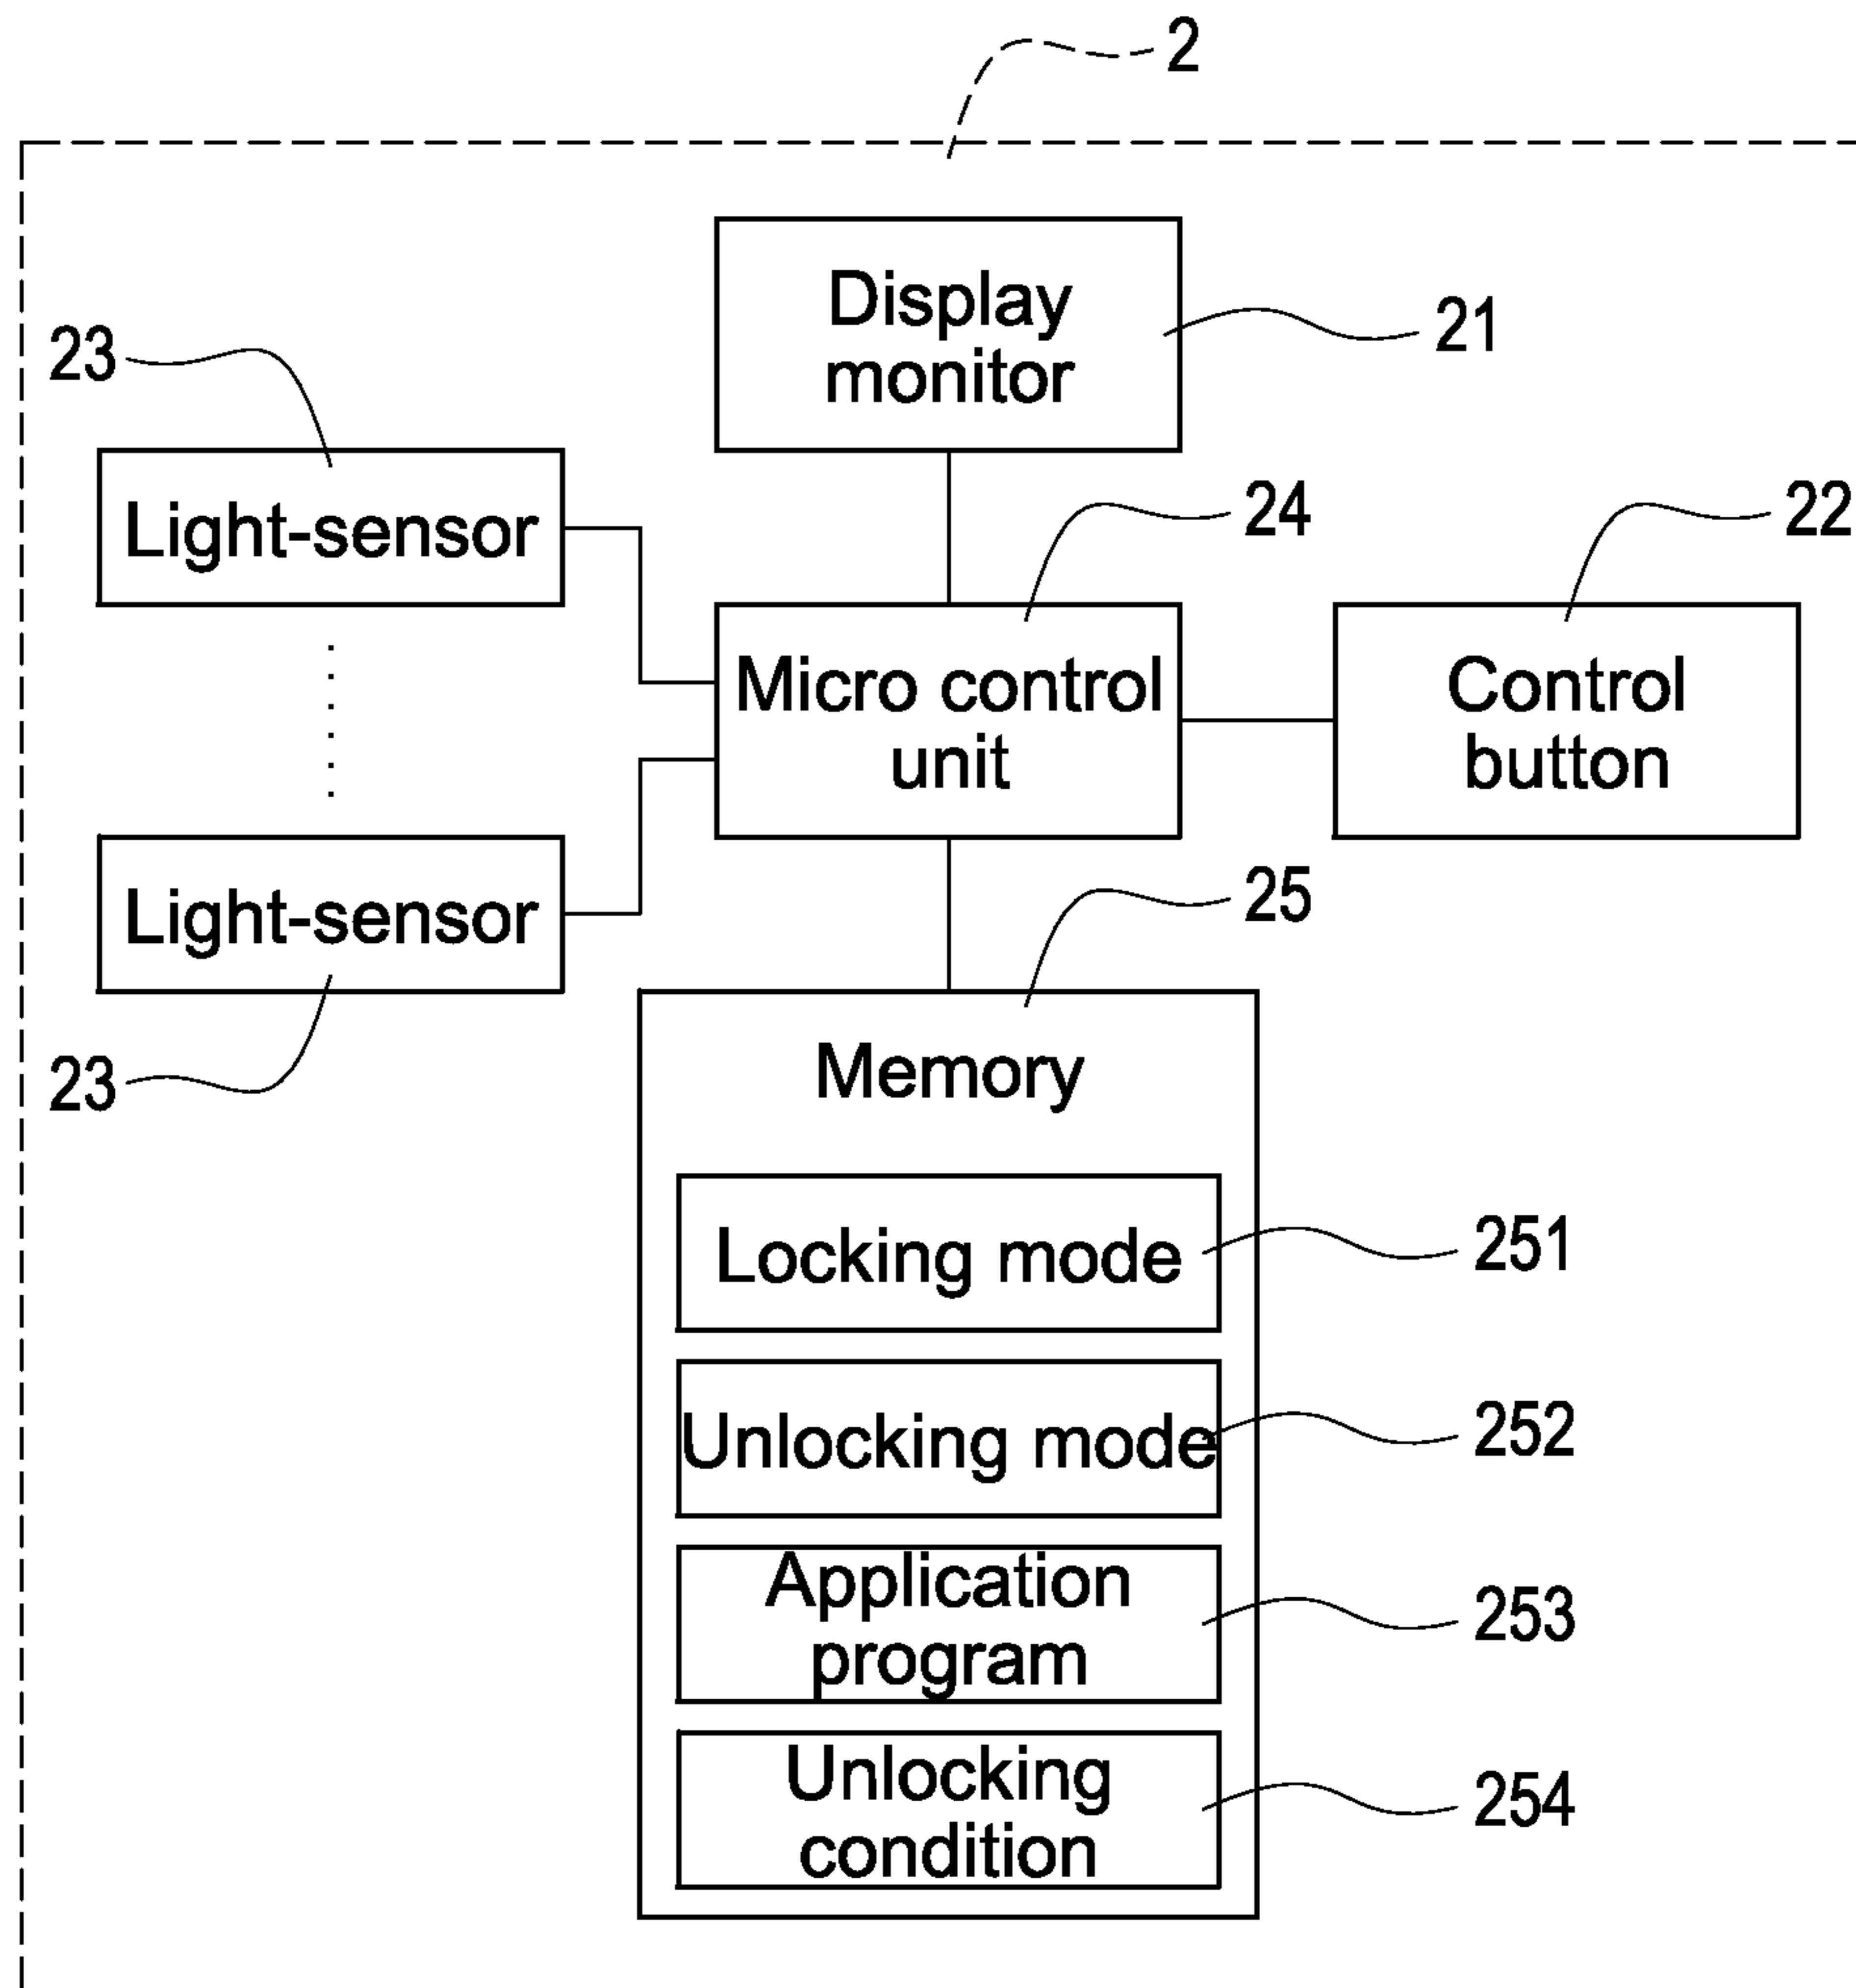 2
Display
monitor
21
23
Light-sensor
24
22
Micro control
unit
Control
button
Light-sensor
25
23
Memory
Locking mode
251
Unlocking mode
252
Application
program
253
Unlocking
condition
254